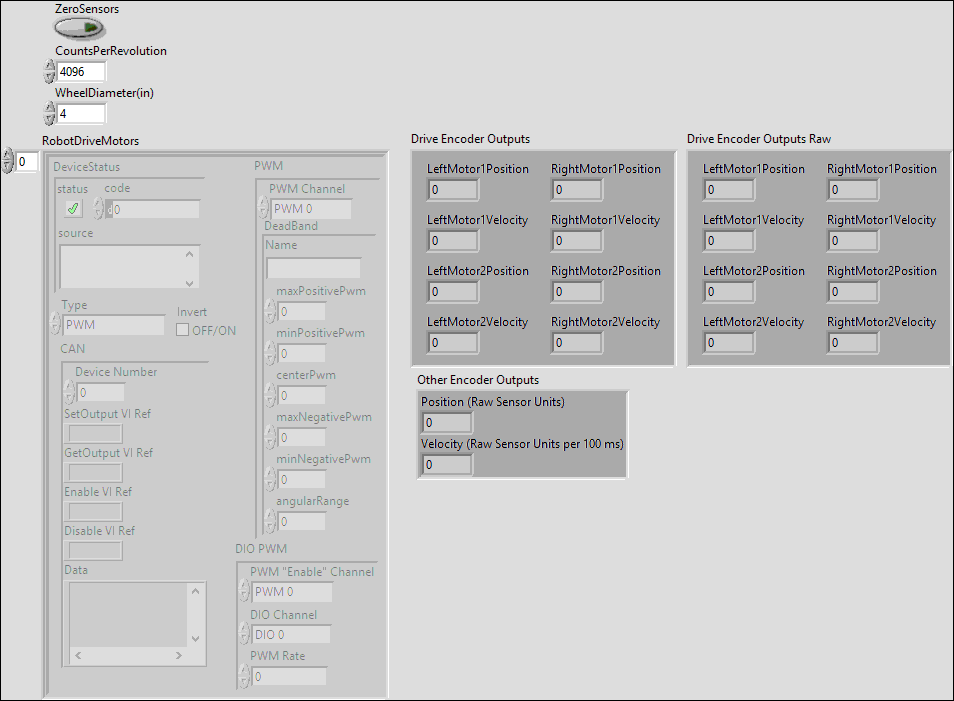 ZeroSensors
CountsPerRevolution
4096
WheelDiameter(in)
4
RobotDriveMotors
0
DeviceStatus
status code
d0
source
Type
PWM
Invert
OFF/ON
CAN
Device Number
0
SetOutput VI Ref
GetOutput VI Ref
Enable VI Ref
Disable VI Ref
Data
PWM
PWM Channel
PWM 0
DeadBand
Name
maxPositivePwm
0
minPositivePwm
0
centerPwm
0
maxNegativePwm
0
minNegativePwm
0
angularRange
0
DIO PWM
PWM "Enable" Channel
PWM 0
DIO Channel
DIO 0
PWM Rate
0
Drive Encoder Outputs
LeftMotor1Position RightMotor1Position
0 0
LeftMotor1Velocity RightMotor1Velocity
0 0
LeftMotor2Position RightMotor2Position
0 0
LeftMotor2Velocity RightMotor2Velocity
0 0
Drive Encoder Outputs Raw
LeftMotor1Position RightMotor1Position
0 0
LeftMotor1Velocity RightMotor1Velocity
0 0
LeftMotor2Position RightMotor2Position
0 0
LeftMotor2Velocity RightMotor2Velocity
0 0
Other Encoder Outputs
Position (Raw Sensor Units)
0
Velocity (Raw Sensor Units per 100 ms)
0